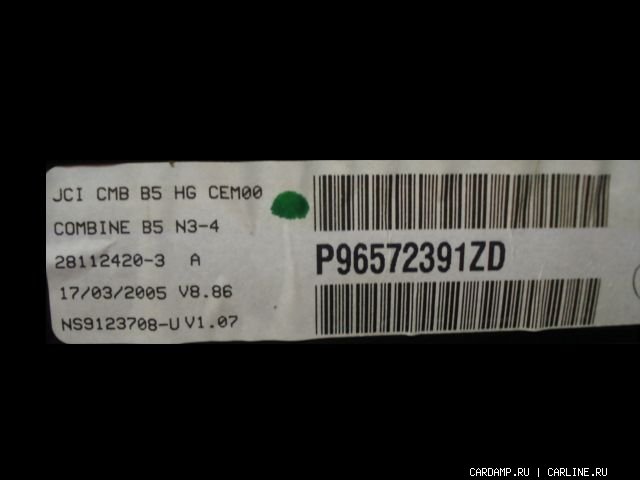 JCI CMB B5 HG CEM00
COMBINE B5 N3-4
28112420-3 A
17/03/2005 V8.86
NS9123708-U V1.07
P96572391ZD
CARDAMP.RU | CARLINE.RU